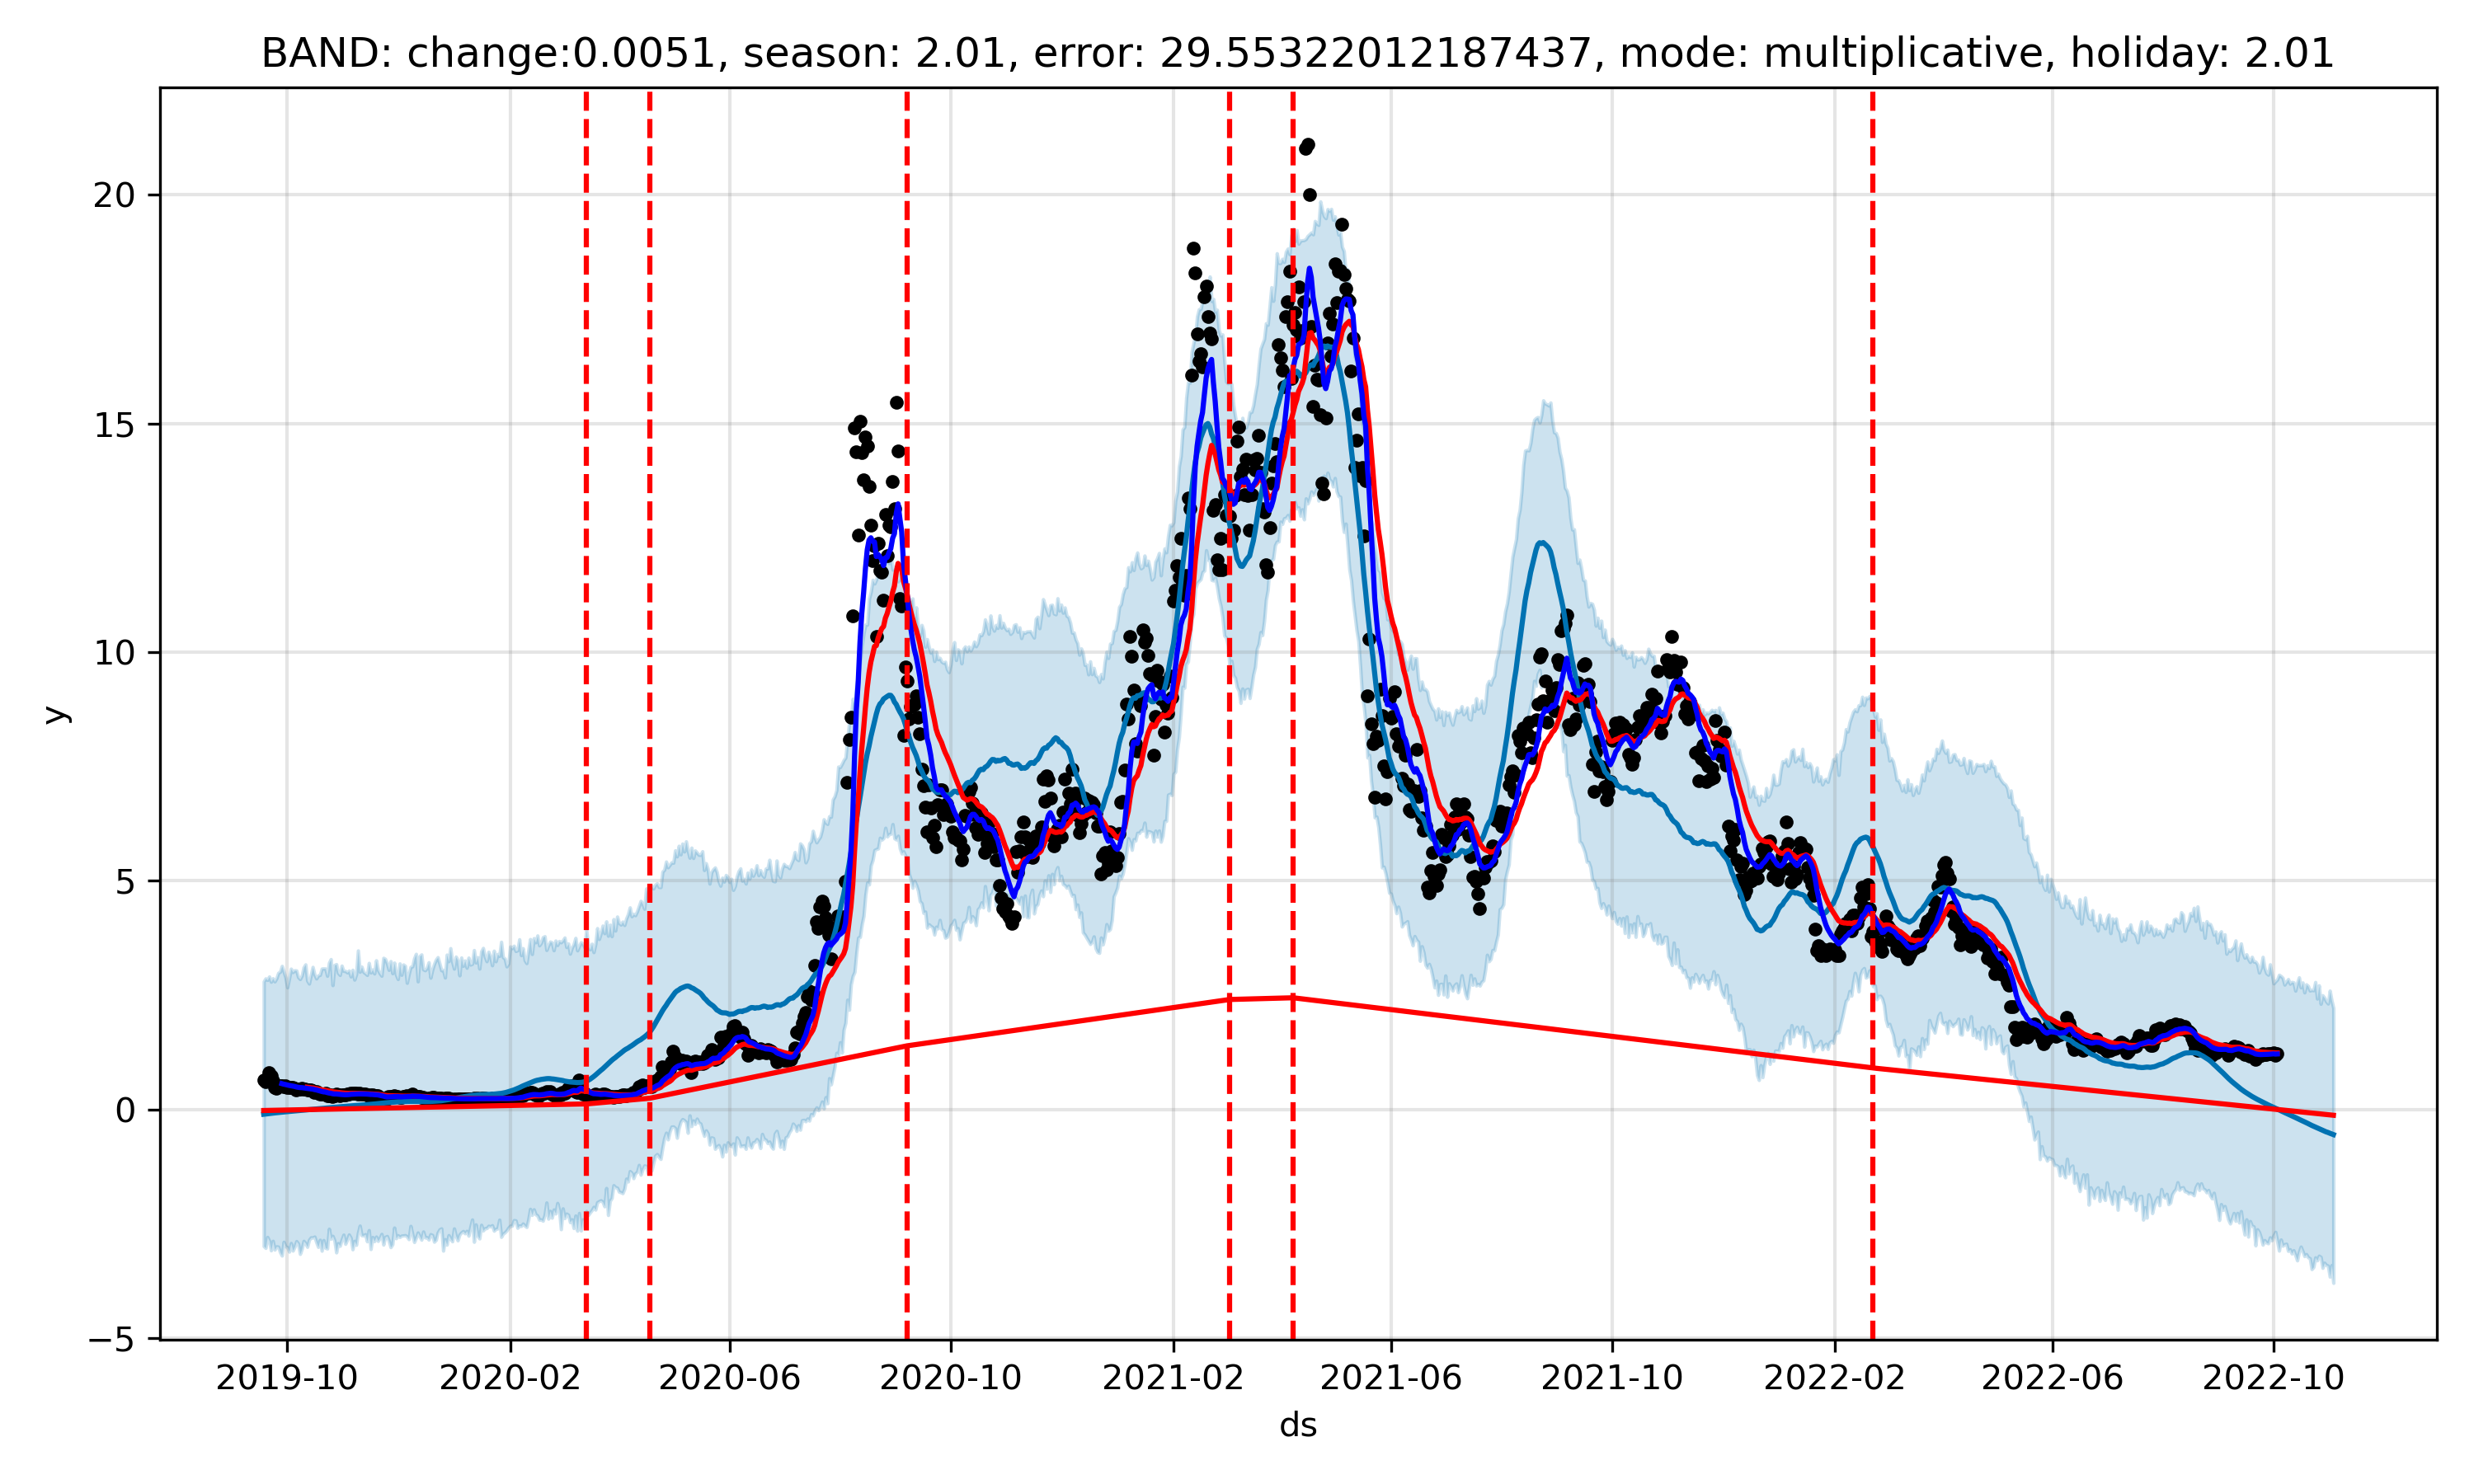 BAND: change:0.0051, season: 2.01, error: 29.55322012187437, mode: multiplicative, holiday: 2.01
20
15
10
5
0
−5
y
2019-10 2020-02 2020-06 2020-10 2021-02 2021-06 2021-10 2022-02 2022-06 2022-10
ds